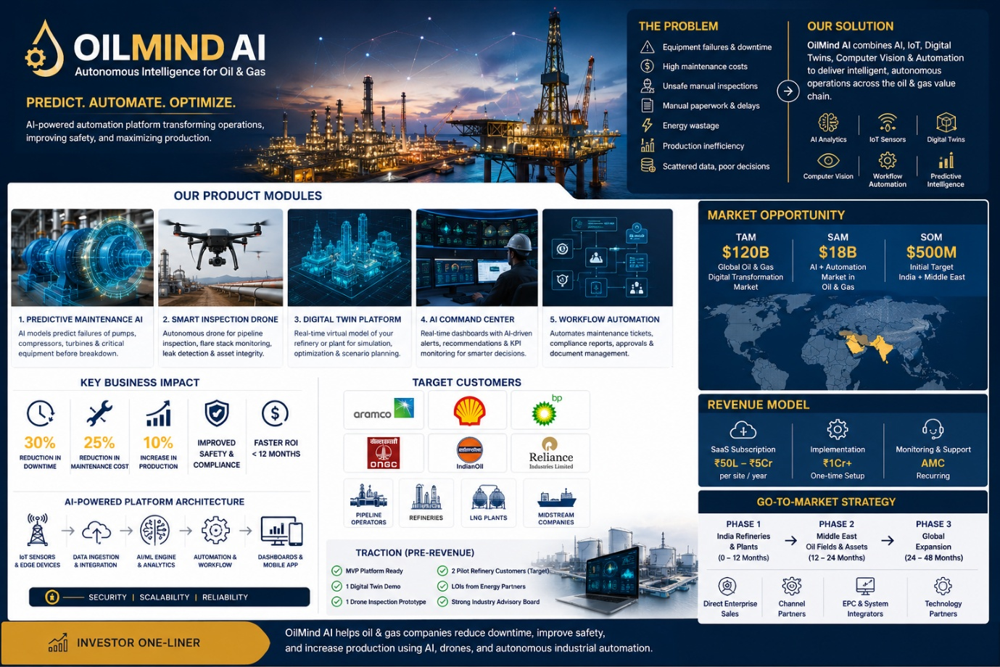 OILMIND AI
Autonomous Intelligence for Oil & Gas
PREDICT. AUTOMATE. OPTIMIZE.
AI-powered automation platform transforming operations,
improving safety, and maximizing production.
THE PROBLEM
Equipment failures & downtime
High maintenance costs
Unsafe manual inspections
Manual paperwork & delays
Energy wastage
Production inefficiency
Scattered data, poor decisions
OUR SOLUTION
OilMind AI combines AI, IoT, Digital
Twins, Computer Vision & Automation
to deliver intelligent, autonomous
operations across the oil & gas value
chain.
AI Analytics
IoT Sensors
Digital Twins
Computer Vision
Workflow
Automation
Predictive
Intelligence
OUR PRODUCT MODULES
1. PREDICTIVE MAINTENANCE AI
AI models predict failures of pumps,
compressors, turbines & critical
equipment before breakdown.
2. SMART INSPECTION DRONE
Autonomous drone for pipeline
inspection, flare stack monitoring,
leak detection & asset integrity.
3. DIGITAL TWIN PLATFORM
Real-time virtual model of your
refinery or plant for simulation,
optimization & scenario planning.
4. AI COMMAND CENTER
Real-time dashboards with AI-driven
alerts, recommendations & KPI
monitoring for smarter decisions.
5. WORKFLOW AUTOMATION
Automates maintenance tickets,
compliance reports, approvals &
document management.
KEY BUSINESS IMPACT
30%
REDUCTION IN
DOWNTIME
25%
REDUCTION IN
MAINTENANCE COST
10%
INCREASE IN
PRODUCTION
IMPROVED
SAFETY &
COMPLIANCE
FASTER ROI
< 12 MONTHS
AI-POWERED PLATFORM ARCHITECTURE
IoT SENSORS
& EDGE DEVICES
DATA INGESTION
& INTEGRATION
AI/ML ENGINE
& ANALYTICS
AUTOMATION &
WORKFLOW
DASHBOARDS &
MOBILE APP
SECURITY | SCALABILITY | RELIABILITY
TARGET CUSTOMERS
aramco
bp
ONGC
IndianOil
Reliance
Industries Limited
PIPELINE
OPERATORS
REFINERIES
LNG PLANTS
MIDSTREAM
COMPANIES
TRACTION (PRE-REVENUE)
MVP Platform Ready
1 Digital Twin Demo
1 Drone Inspection Prototype
2 Pilot Refinery Customers (Target)
LOIs from Energy Partners
Strong Industry Advisory Board
MARKET OPPORTUNITY
TAM
$120B
Global Oil & Gas
Digital Transformation
Market
SAM
$18B
AI + Automation
Market in
Oil & Gas
SOM
$500M
Initial Target
India + Middle East
REVENUE MODEL
SaaS Subscription
₹50L – ₹5Cr
per site / year
Implementation
₹1Cr+
One-time Setup
Monitoring & Support
AMC
Recurring
GO-TO-MARKET STRATEGY
PHASE 1
India Refineries
& Plants
(0 – 12 Months)
PHASE 2
Middle East
Oil Fields & Assets
(12 – 24 Months)
PHASE 3
Global
Expansion
(24 – 48 Months)
Direct Enterprise
Sales
Channel
Partners
EPC & System
Integrators
Technology
Partners
INVESTOR ONE-LINER
OilMind AI helps oil & gas companies reduce downtime, improve safety,
and increase production using AI, drones, and autonomous industrial automation.